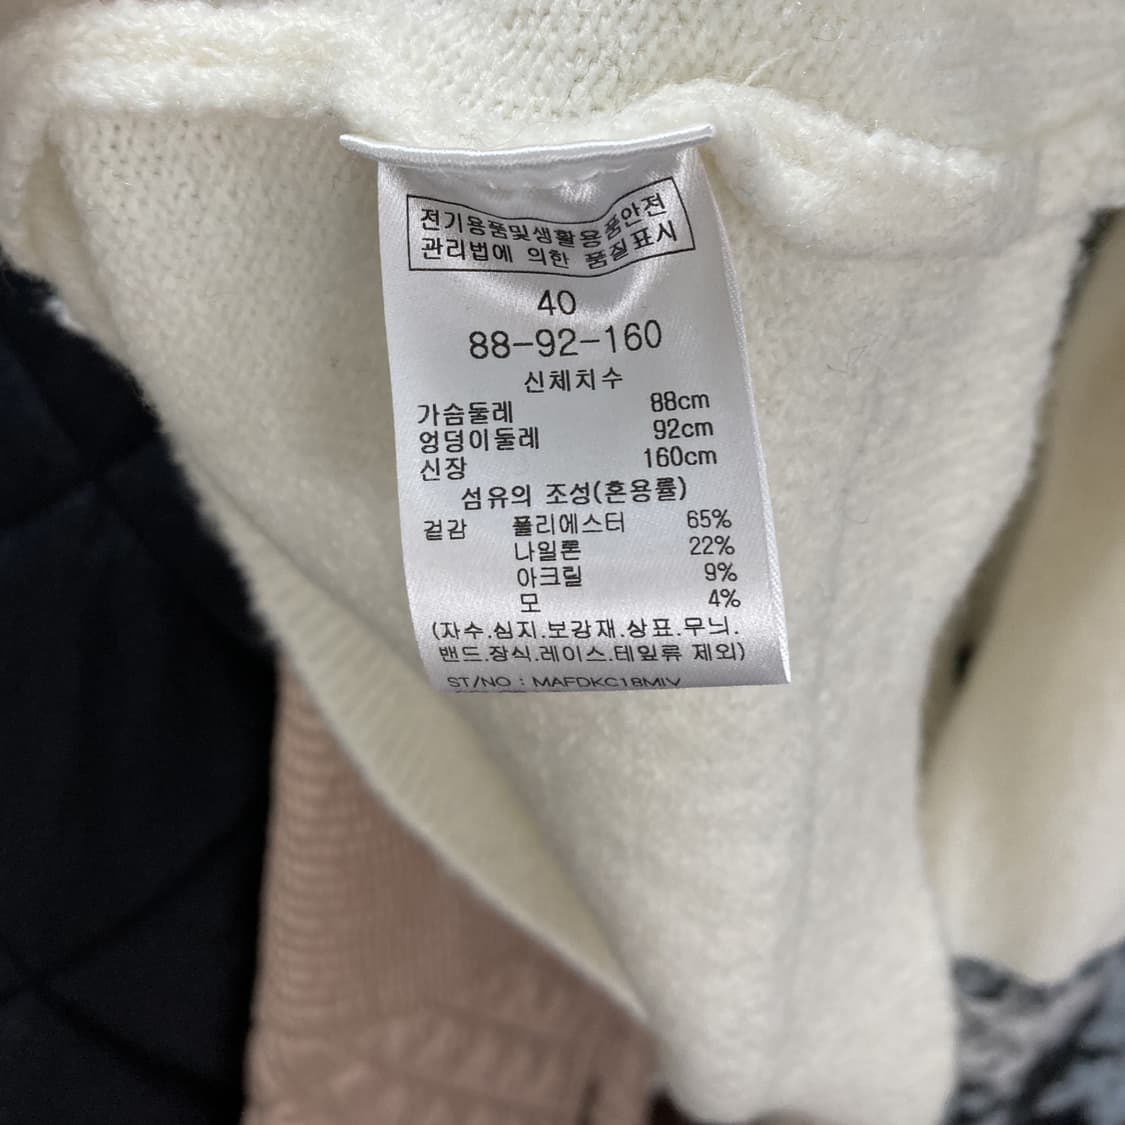 전기용품및생활용품안전
관리법에 의한 품질표시
40
88-92-160
신체치수
가슴둘레 88cm
엉덩이둘레 92cm
신장 160cm
섬유의 조성(혼용률)
겉감 폴리에스터 65%
나일론 22%
아크릴 9%
모 4%
(자수.심지.보강재.상표.무늬.
밴드.장식.레이스.테잎류 제외)
ST/NO : MAFDKC18MIV